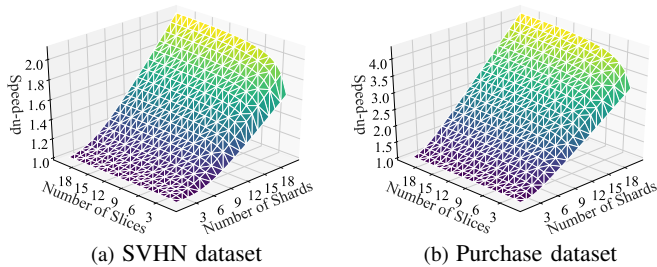 2.0
1.8
1.6
1.4
1.2
1.0
Speed-up
18 15 12 9 6 3
Number of Slices
3 6 9 12 15 18
Number of Shards
(a) SVHN dataset
4.0
3.5
3.0
2.5
2.0
1.5
1.0
Speed-up
18 15 12 9 6 3
Number of Slices
3 6 9 12 15 18
Number of Shards
(b) Purchase dataset